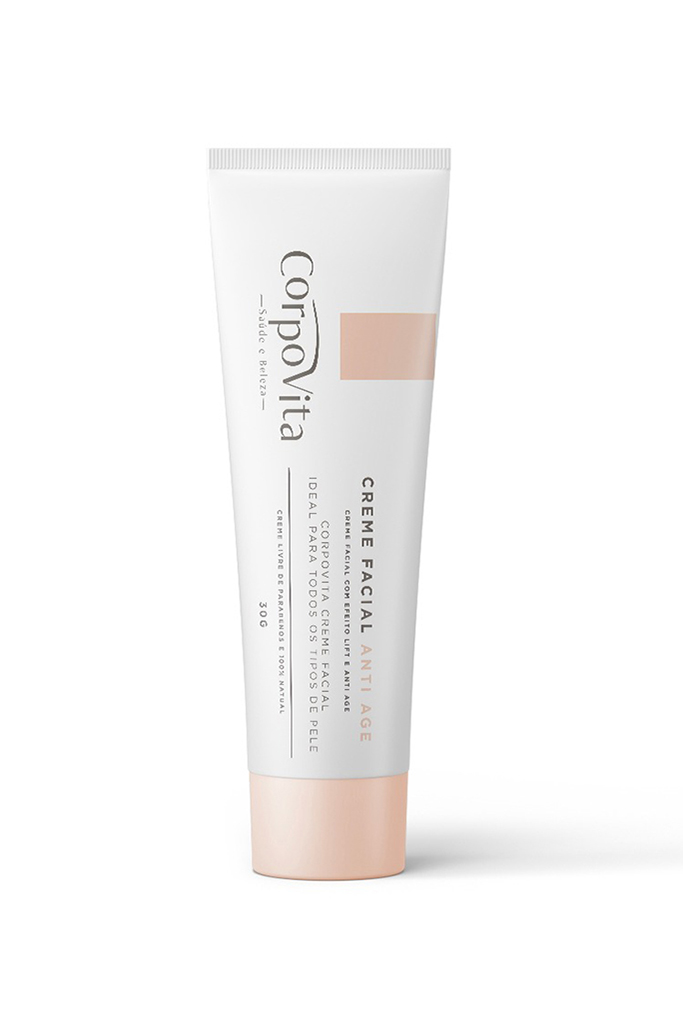 CorpoVita
—Saúde e Beleza—
CREME FACIAL ANTI AGE
CREME FACIAL COM EFEITO LIFT E ANTI AGE
CORPOVITA CREME FACIAL
IDEAL PARA TODOS OS TIPOS DE PELE
CREME LIVRE DE PARABENOS E 100% NATURAL
30G